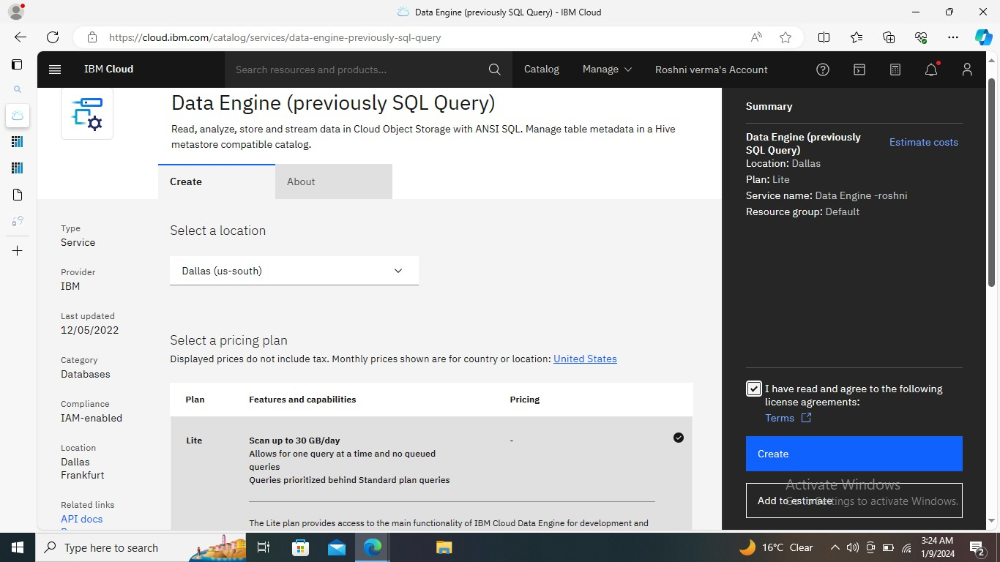 Data Engine (previously SQL Query) - IBM Cloud
https://cloud.ibm.com/catalog/services/data-engine-previously-sql-query
IBM Cloud
Search resources and products...
Catalog
Manage
Roshni verma's Account
Data Engine (previously SQL Query)
Read, analyze, store and stream data in Cloud Object Storage with ANSI SQL. Manage table metadata in a Hive
metastore compatible catalog.
Create
About
Type
Service
Provider
IBM
Last updated
12/05/2022
Category
Databases
Compliance
IAM-enabled
Location
Dallas
Frankfurt
Related links
API docs
Select a location
Dallas (us-south)
Select a pricing plan
Displayed prices do not include tax. Monthly prices shown are for country or location: United States
Plan
Features and capabilities
Pricing
Lite
Scan up to 30 GB/day
-
Allows for one query at a time and no queued
queries
Queries prioritized behind Standard plan queries
The Lite plan provides access to the main functionality of IBM Cloud Data Engine for development and
Summary
Data Engine (previously
SQL Query)
Estimate costs
Location: Dallas
Plan: Lite
Service name: Data Engine -roshni
Resource group: Default
I have read and agree to the following
license agreements:
Terms
Create
Activate Windows
Go to Settings to activate Windows.
Add to estimate
Type here to search
16°C Clear
3:24 AM
1/9/2024
2